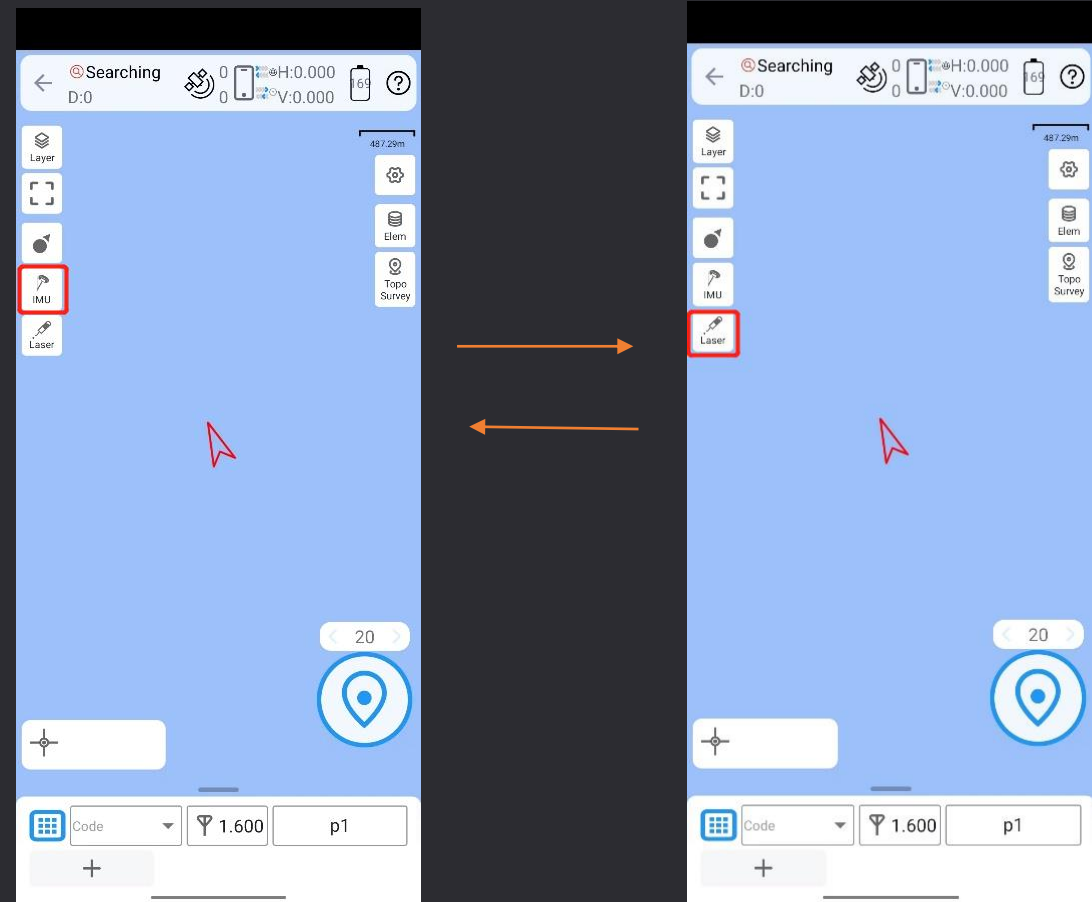 Searching
D:0
0
0
H:0.000
V:0.000
169
Layer
487.29m
Elem
IMU
Topo
Survey
Laser
20
Code
1.600
p1
Searching
D:0
0
0
H:0.000
V:0.000
169
Layer
487.29m
Elem
IMU
Topo
Survey
Laser
20
Code
1.600
p1